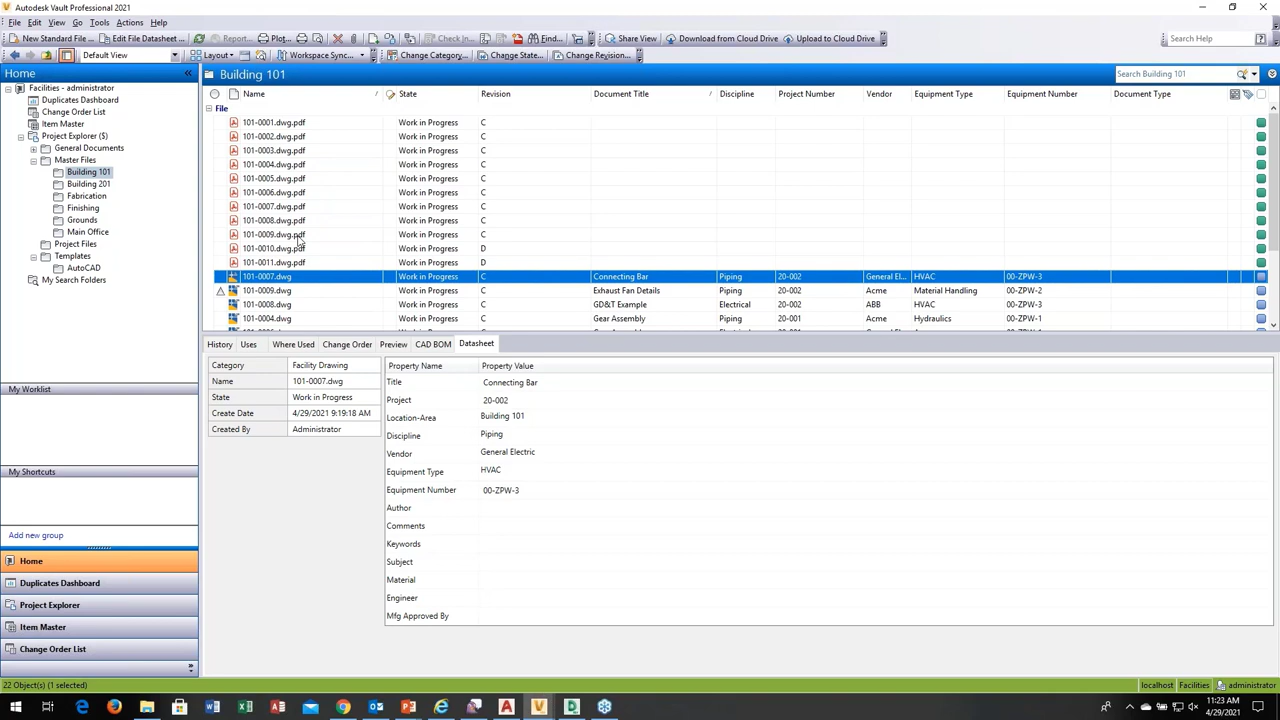 Autodesk Vault Professional 2021
File Edit View Go Tools Actions Help
New Standard File... Edit File Datasheet... Report... Plot... Check In... Find... Share View Download from Cloud Drive Upload to Cloud Drive Search Help
Default View Layout Workspace Sync... Change Category... Change State... Change Revision...
Home
Facilities - administrator
Duplicates Dashboard
Change Order List
Item Master
Project Explorer ($)
General Documents
Master Files
Building 101
Building 201
Fabrication
Finishing
Grounds
Main Office
Project Files
Templates
AutoCAD
My Search Folders
My Worklist
My Shortcuts
Add new group
Home
Duplicates Dashboard
Project Explorer
Item Master
Change Order List
Building 101 Search Building 101
Name State Revision Document Title Discipline Project Number Vendor Equipment Type Equipment Number Document Type
File
101-0001.dwg.pdf Work in Progress C
101-0002.dwg.pdf Work in Progress C
101-0003.dwg.pdf Work in Progress C
101-0004.dwg.pdf Work in Progress C
101-0005.dwg.pdf Work in Progress C
101-0006.dwg.pdf Work in Progress C
101-0007.dwg.pdf Work in Progress C
101-0008.dwg.pdf Work in Progress C
101-0009.dwg.pdf Work in Progress C
101-0010.dwg.pdf Work in Progress D
101-0011.dwg.pdf Work in Progress D
101-0007.dwg Work in Progress C Connecting Bar Piping 20-002 General El... HVAC 00-ZPW-3
101-0009.dwg Work in Progress C Exhaust Fan Details Piping 20-002 Acme Material Handling 00-ZPW-2
101-0008.dwg Work in Progress C GD&T Example Electrical 20-002 ABB HVAC 00-ZPW-3
101-0004.dwg Work in Progress C Gear Assembly Piping 20-001 Acme Hydraulics 00-ZPW-1
History Uses Where Used Change Order Preview CAD BOM Datasheet
Category Facility Drawing
Name 101-0007.dwg
State Work in Progress
Create Date 4/29/2021 9:19:18 AM
Created By Administrator
Property Name Property Value
Title Connecting Bar
Project 20-002
Location-Area Building 101
Discipline Piping
Vendor General Electric
Equipment Type HVAC
Equipment Number 00-ZPW-3
Author
Comments
Keywords
Subject
Material
Engineer
Mfg Approved By
22 Object(s) (1 selected) localhost Facilities administrator
11:23 AM
4/29/2021